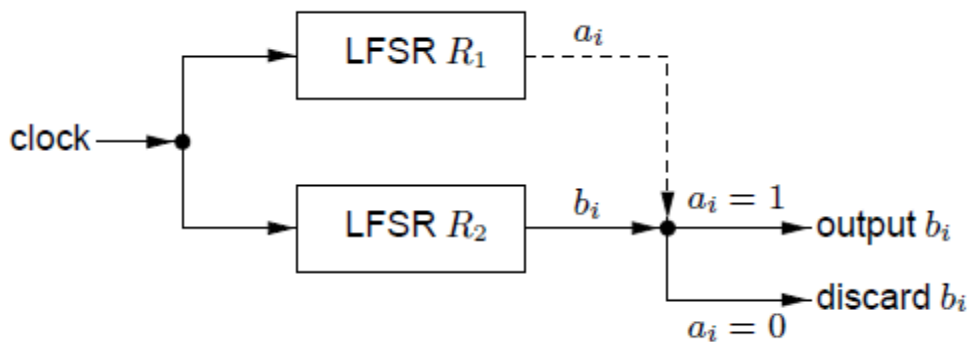 LFSR R₁
aᵢ
clock
LFSR R₂
bᵢ
aᵢ = 1
output bᵢ
discard bᵢ
aᵢ = 0